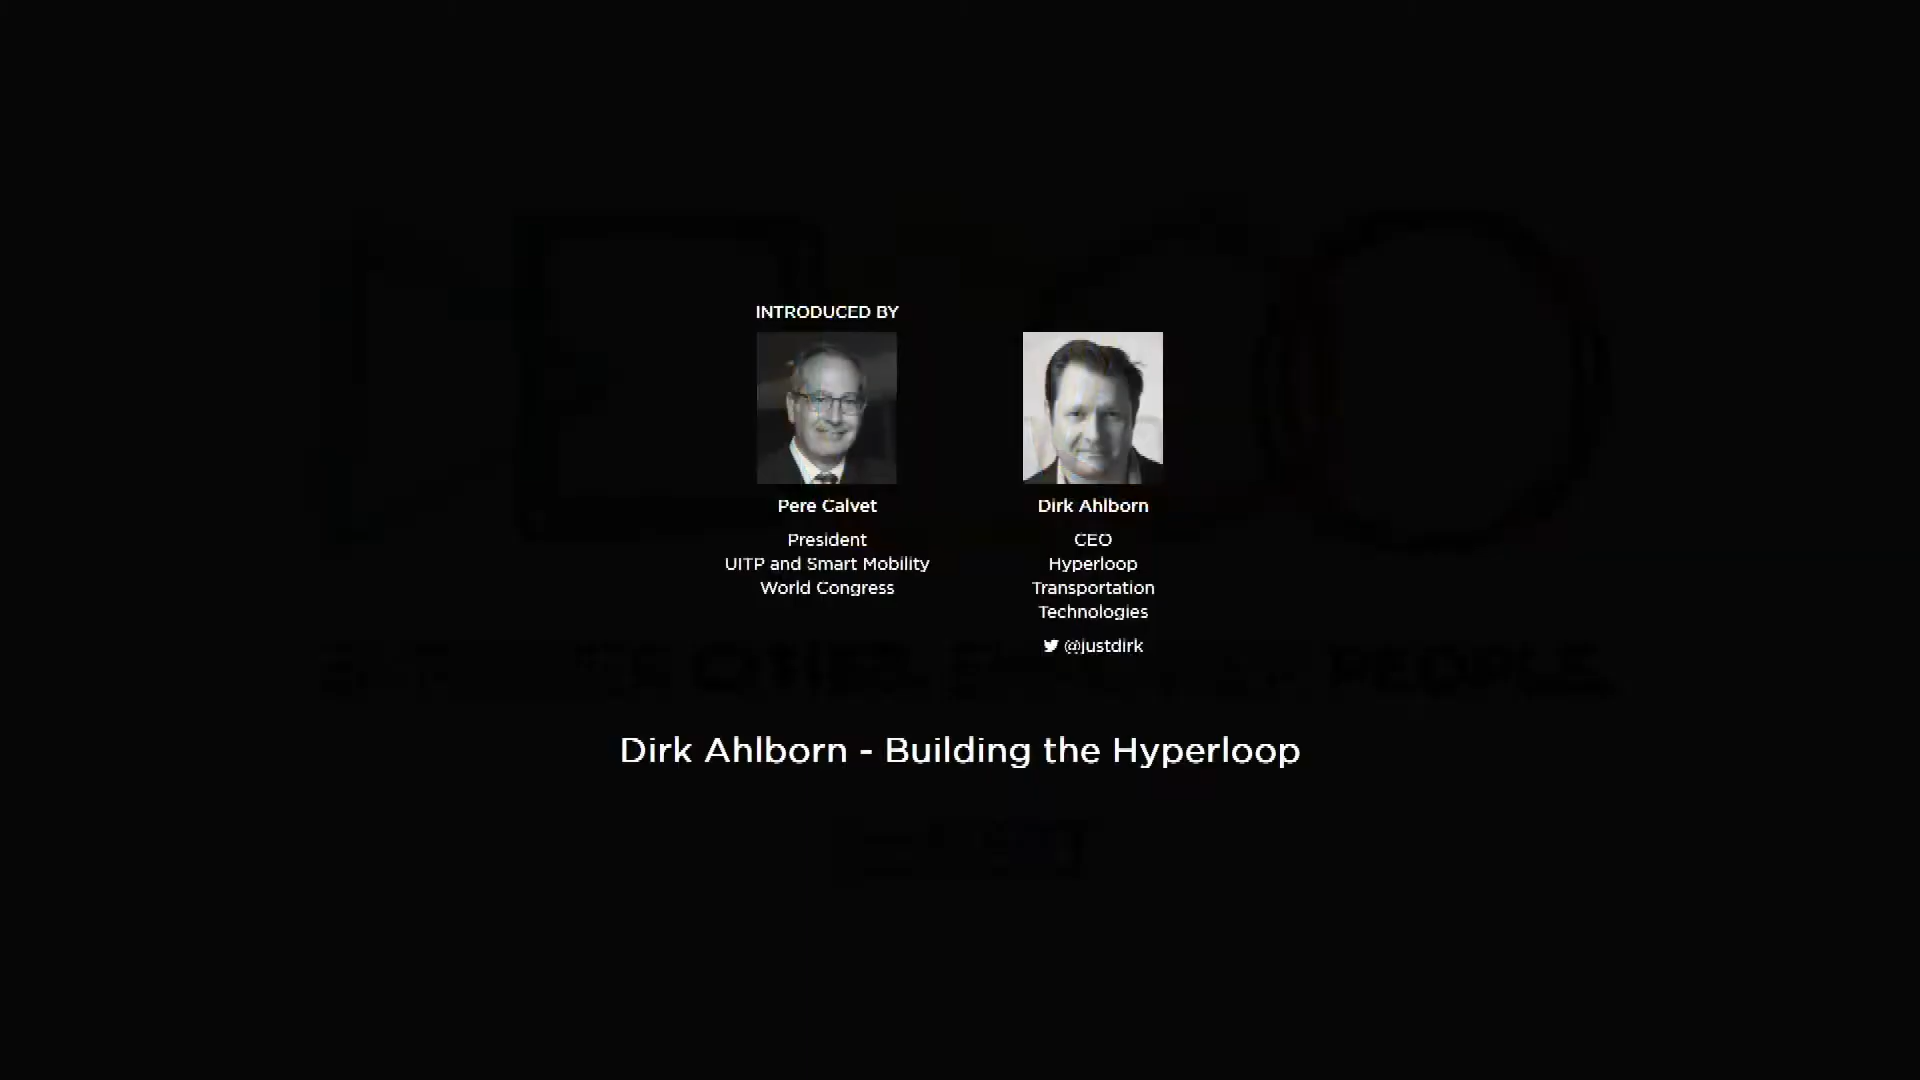 INTRODUCED BY
Pere Calvet
President
UITP and Smart Mobility
World Congress
Dirk Ahlborn
CEO
Hyperloop
Transportation
Technologies
@justdirk
Dirk Ahlborn - Building the Hyperloop